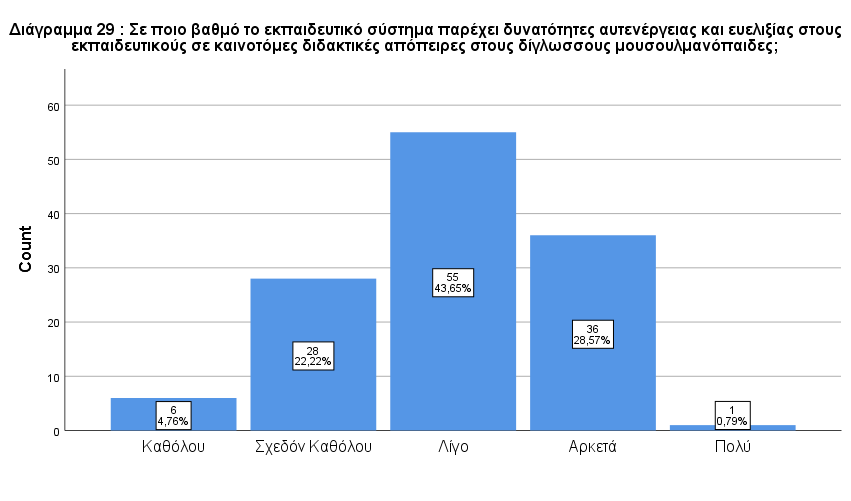 Διάγραμμα 29 : Σε ποιο βαθμό το εκπαιδευτικό σύστημα παρέχει δυνατότητες αυτενέργειας και ευελιξίας στους
εκπαιδευτικούς σε καινοτόμες διδακτικές απόπειρες στους δίγλωσσους μουσουλμανόπαιδες;
Count
60
50
40
30
20
10
0
6
4,76%
28
22,22%
55
43,65%
36
28,57%
1
0,79%
Καθόλου
Σχεδόν Καθόλου
Λίγο
Αρκετά
Πολύ